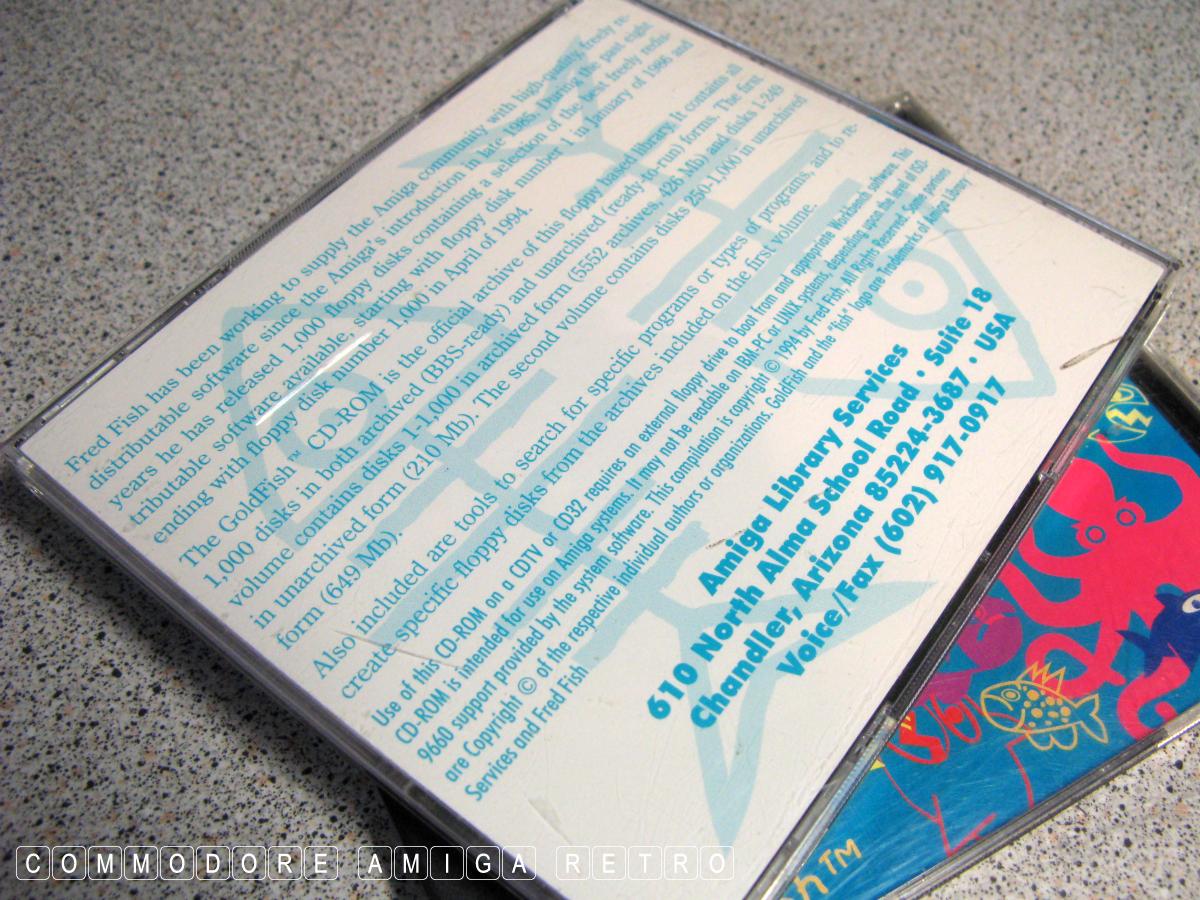 Fred Fish has been working to supply the Amiga community with high-quality, freely re-
distributable software since the Amiga's introduction in late 1985. During the past eight
years he has released 1,000 floppy disks containing a selection of the best freely redis-
tributable software available, starting with floppy disk number 1 in January of 1986 and
ending with floppy disk number 1,000 in April of 1994.
The GoldFish™ CD-ROM is the official archive of this floppy based library. It contains all
1,000 disks in both archived (BBS-ready) and unarchived (ready to-run) forms. The first
volume contains disks 1-1,000 in archive form (5552 archives, 426 Mb) and disks 1-249
in unarchived form (210 Mb). The second volume contains disks 250-1,000 in unarchived
form (649 Mb).
Also included are tools to search for specific programs or types of programs, and to re-
create specific floppy disks from the archives included on the first volume.
Use of this CD-ROM on a CDTV or CD32 requires an external floppy drive to boot from and appropriate Workbench software. This
CD-ROM is intended for use on Amiga systems. It may not be readable on IBM-PC or UNIX systems, depending upon the level of ISO-
9660 support provided by the system software. This compilation is copyright © 1994 by Fred Fish, All Rights Reserved. Some portions
are Copyright © of the respective individual authors or organizations. GoldFish and the "fish" logo are Trademarks of Amiga Library
Services and Fred Fish
Amiga Library Services
610 North Alma School Road • Suite 18
Chandler, Arizona 85224-3687 • USA
Voice/Fax (602) 917-0917
h™
COMMODORE AMIGA RETRO